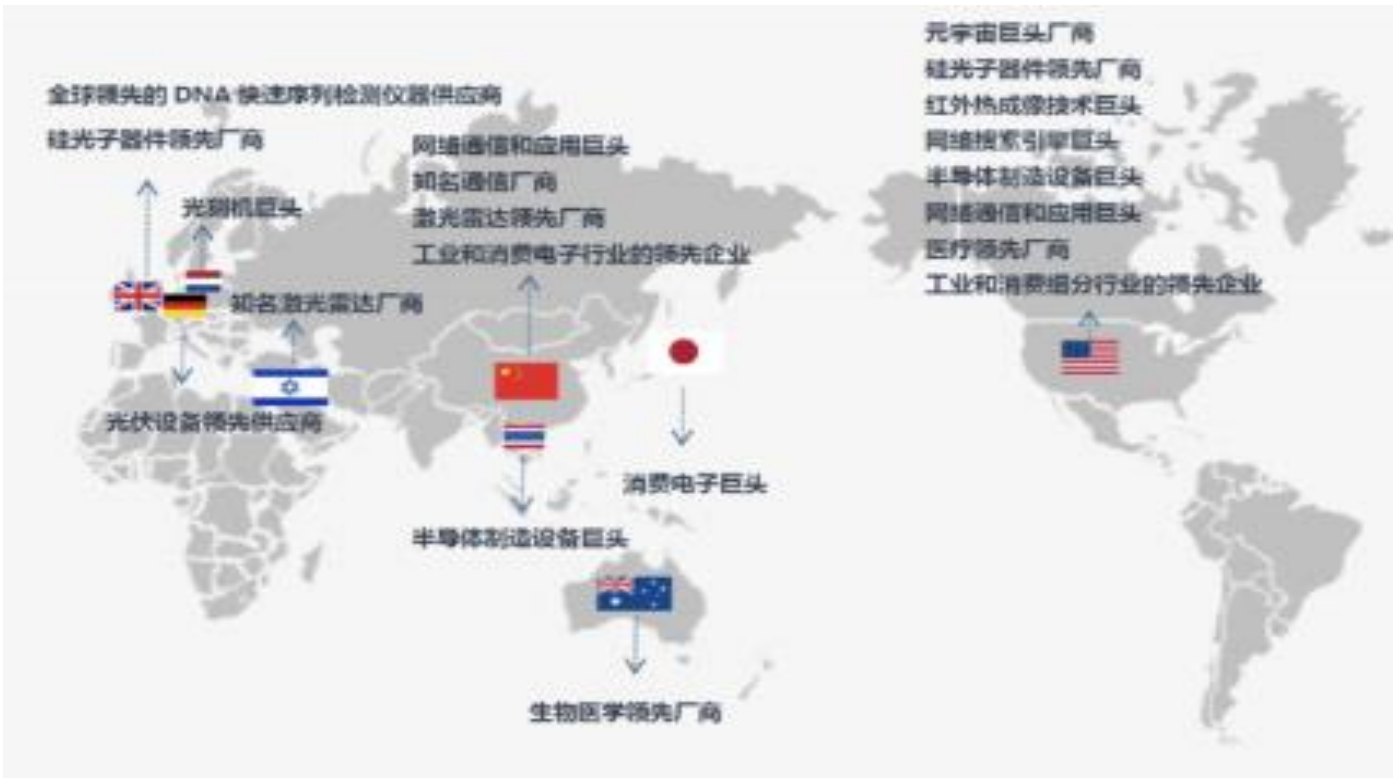 全球领先的 DNA 快速序列检测仪器供应商
硅光子器件领先厂商
光刻机巨头
知名激光雷达厂商
光伏设备领先供应商
网络通信和应用巨头
知名通信厂商
激光雷达领先厂商
工业和消费电子行业的领先企业
消费电子巨头
半导体制造设备巨头
生物医学领先厂商
元宇宙巨头厂商
硅光子器件领先厂商
红外热成像技术巨头
网络搜索引擎巨头
半导体制造设备巨头
网络通信和应用巨头
医疗领先厂商
工业和消费细分行业的领先企业